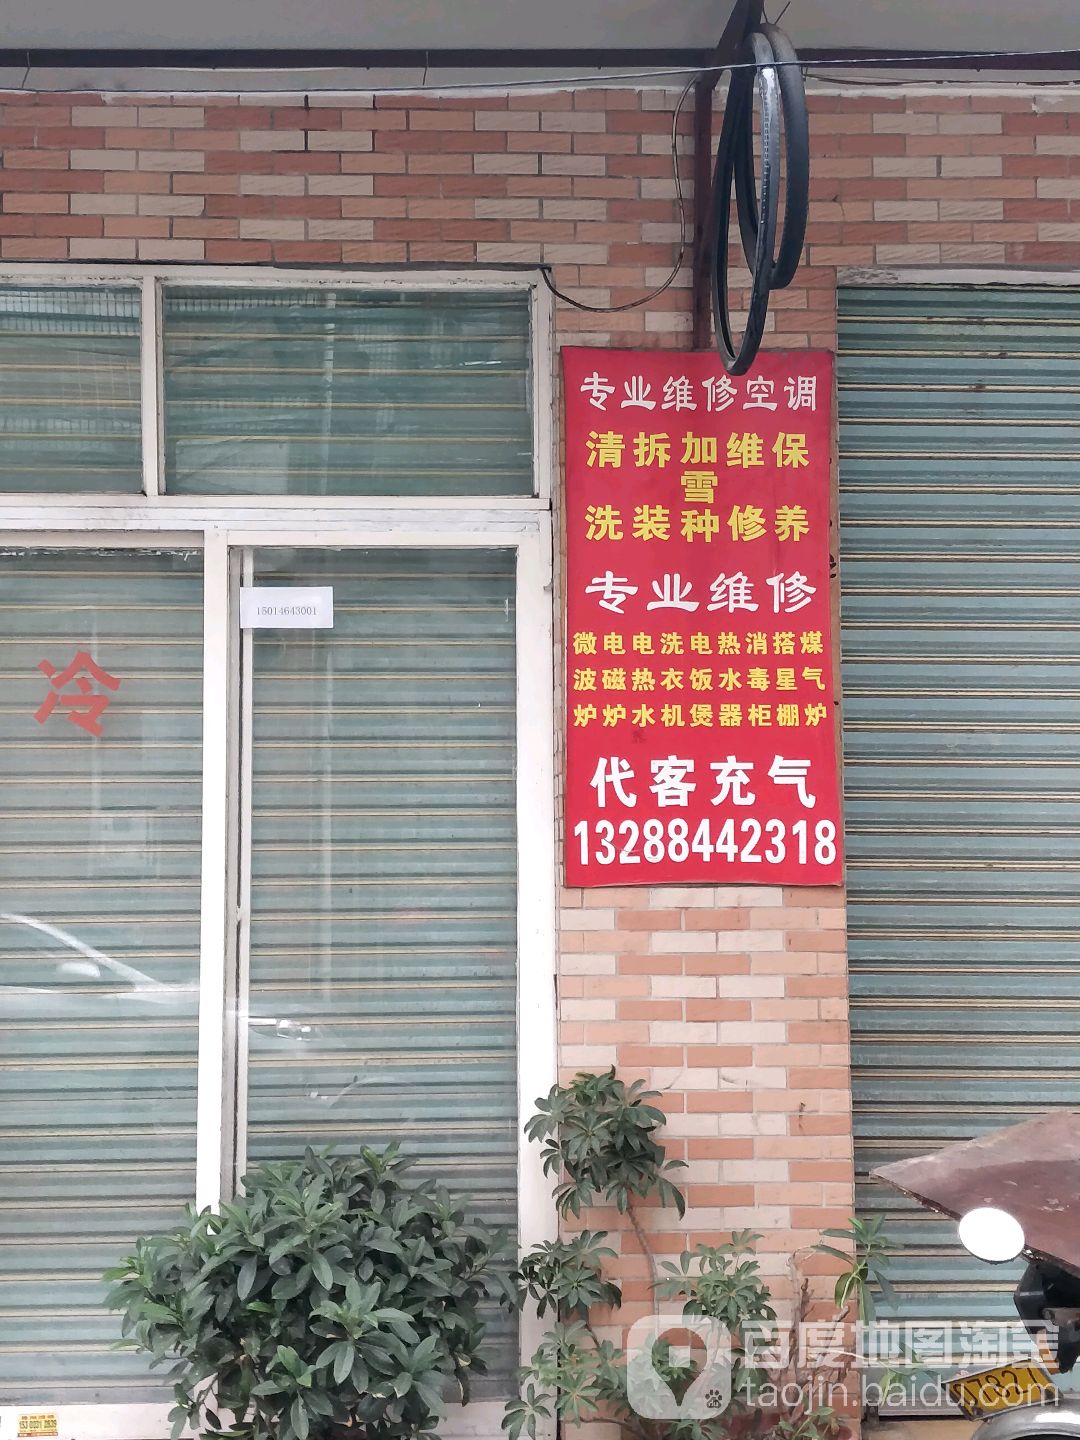 专业维修空调
清拆加维保
雪
洗装种修养
专业维修
微电电洗电热消搭煤
波磁热衣饭水毒星气
炉炉水机煲器柜棚炉
代客充气
13288442318
15014643001
冷
百度地图淘金
taojin.baidu.com